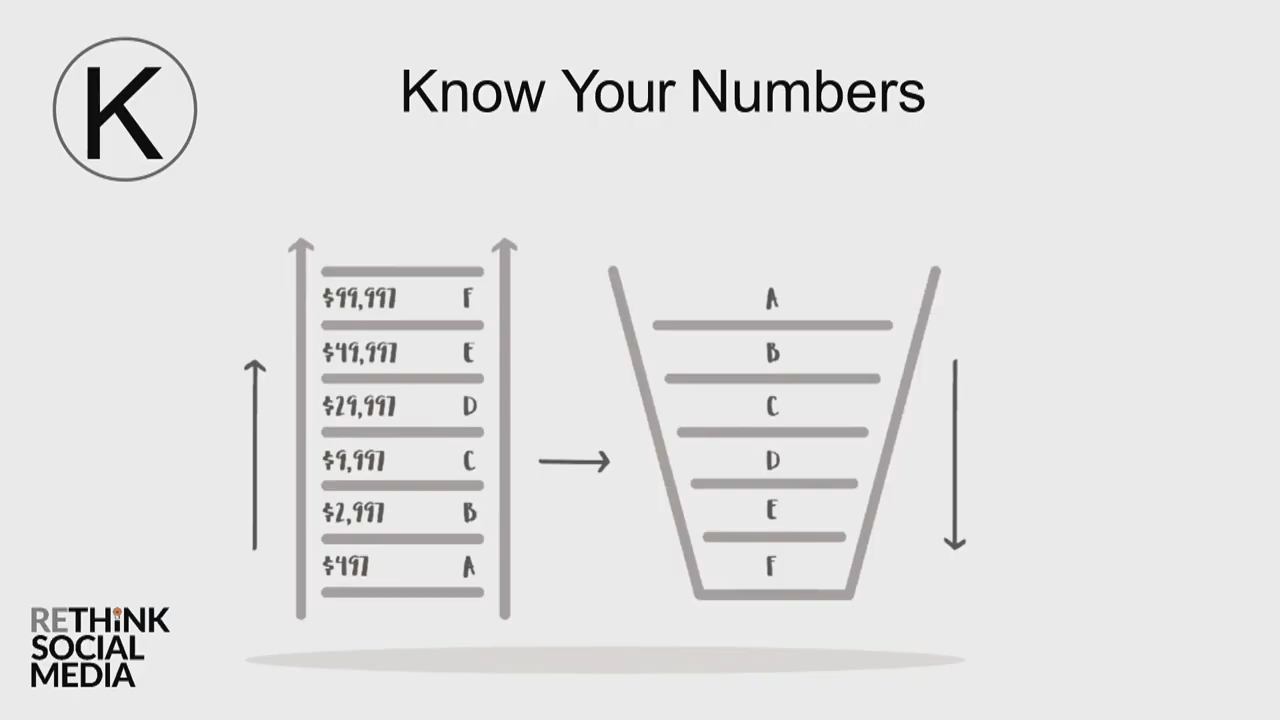 K
Know Your Numbers
$99,997 F
$49,997 E
$29,997 D
$9,997 C
$2,997 B
$497 A
A
B
C
D
E
F
RETHiNK
SOCIAL
MEDIA